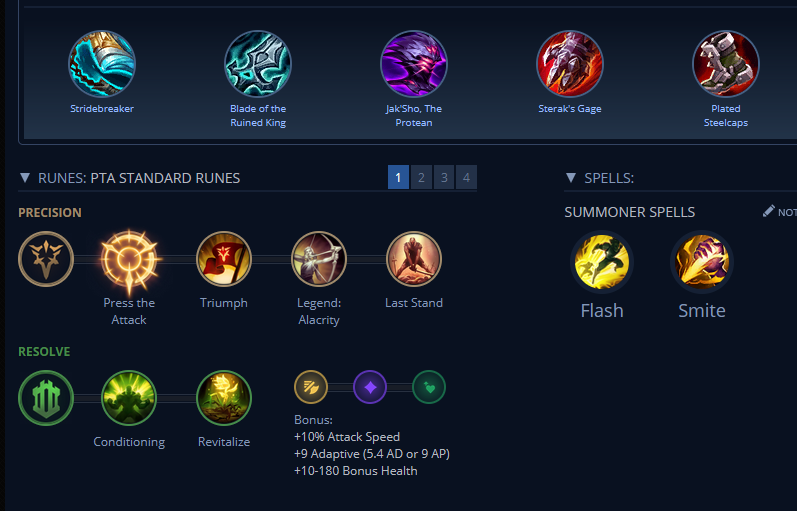 Stridebreaker
Blade of the
Ruined King
Jak'Sho, The
Protean
Sterak's Gage
Plated
Steelcaps
▼ RUNES: PTA STANDARD RUNES
1 2 3 4
▼ SPELLS:
PRECISION
SUMMONER SPELLS
NOT
Press the
Attack
Triumph
Legend:
Alacrity
Last Stand
Flash
Smite
RESOLVE
Conditioning
Revitalize
Bonus:
+10% Attack Speed
+9 Adaptive (5.4 AD or 9 AP)
+10-180 Bonus Health